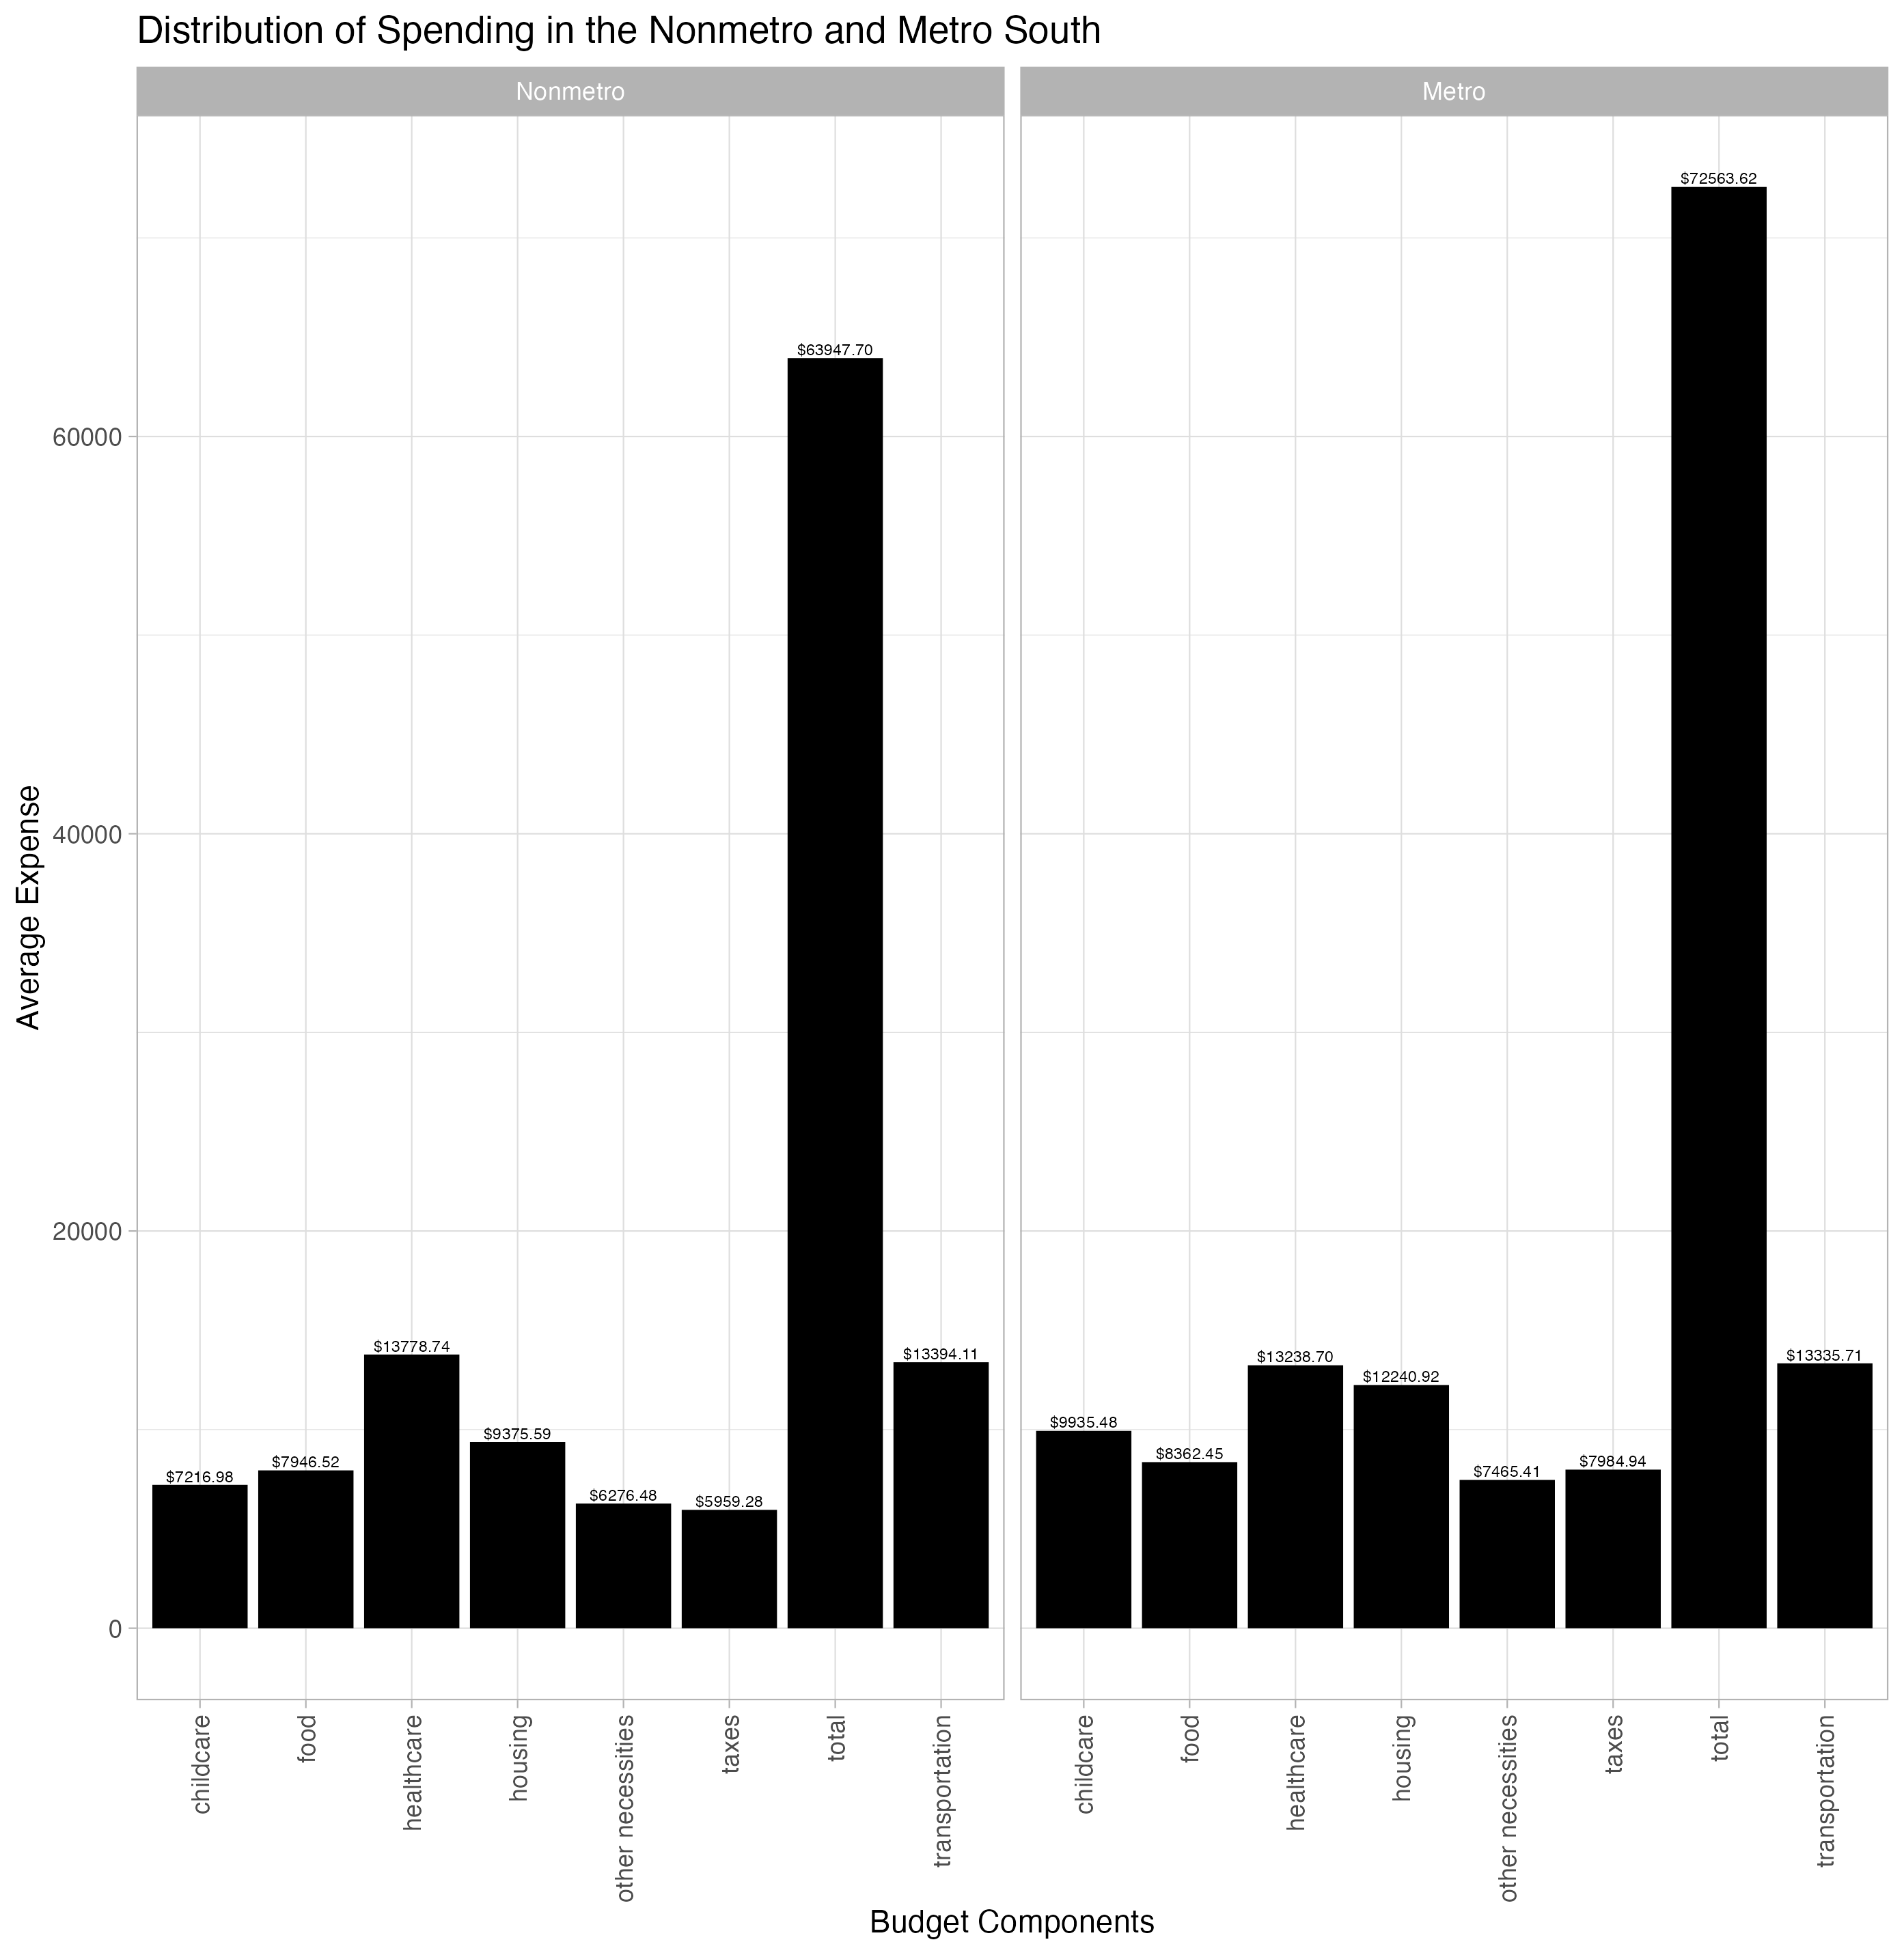 Distribution of Spending in the Nonmetro and Metro South
Nonmetro
Metro
Average Expense
60000
40000
20000
0
$7216.98
$7946.52
$13778.74
$9375.59
$6276.48
$5959.28
$63947.70
$13394.11
$9935.48
$8362.45
$13238.70
$12240.92
$7465.41
$7984.94
$72563.62
$13335.71
childcare
food
healthcare
housing
other necessities
taxes
total
transportation
childcare
food
healthcare
housing
other necessities
taxes
total
transportation
Budget Components